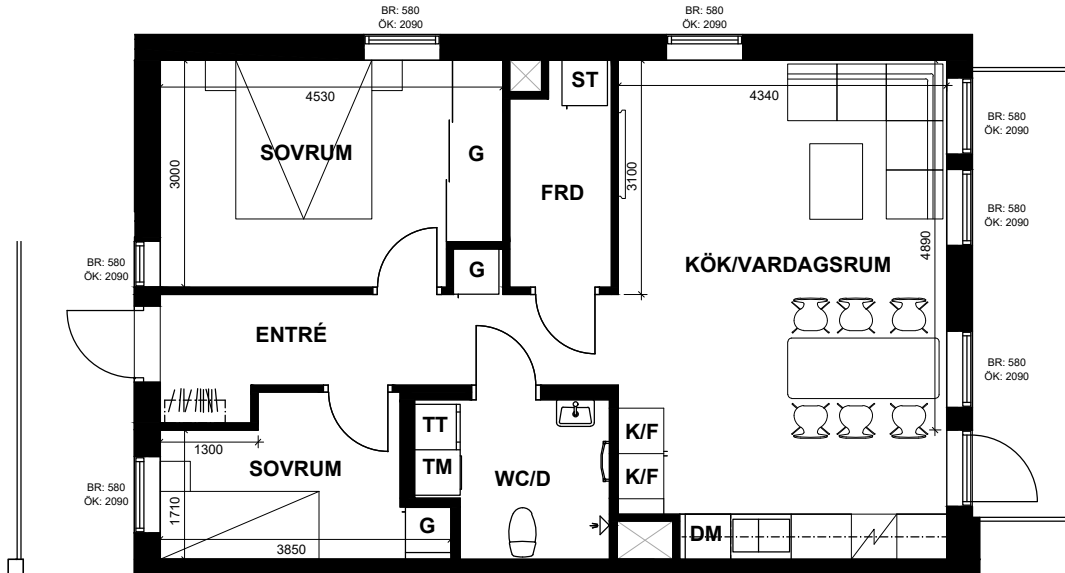 BR: 580
ÖK: 2090
BR: 580
ÖK: 2090
4530
ST
4340
BR: 580
ÖK: 2090
SOVRUM
G
3000
FRD
3100
BR: 580
ÖK: 2090
4890
BR: 580
ÖK: 2090
G
KÖK/VARDAGSRUM
ENTRÉ
BR: 580
ÖK: 2090
TT
K/F
1300
SOVRUM
TM
WC/D
K/F
BR: 580
ÖK: 2090
1710
G
DM
3850